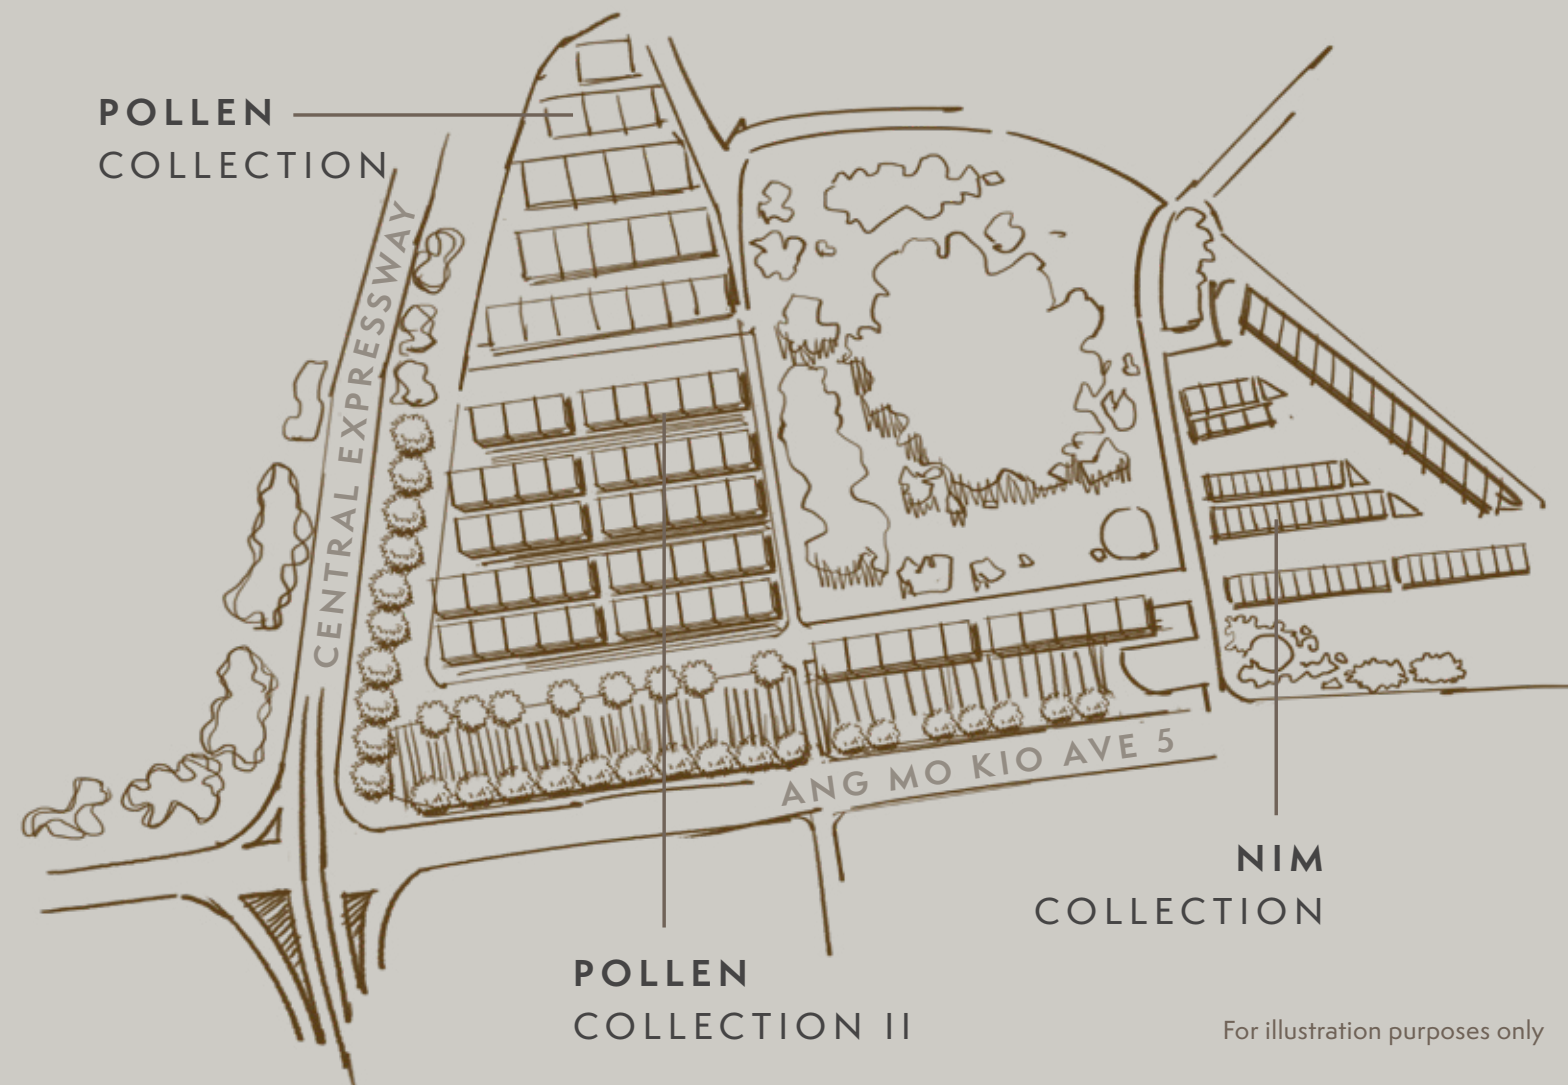 POLLEN
COLLECTION
CENTRAL EXPRESSWAY
ANG MO KIO AVE 5
NIM
COLLECTION
POLLEN
COLLECTION II
For illustration purposes only